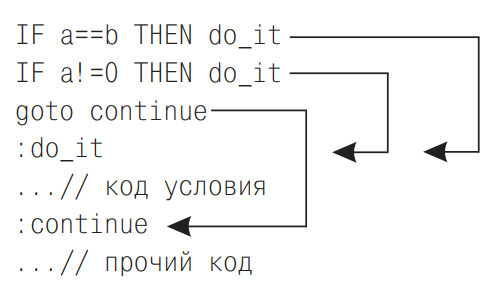 IF a==b THEN do_it
IF a!=0 THEN do_it
goto continue
:do_it
...// код условия
:continue
...// прочий код